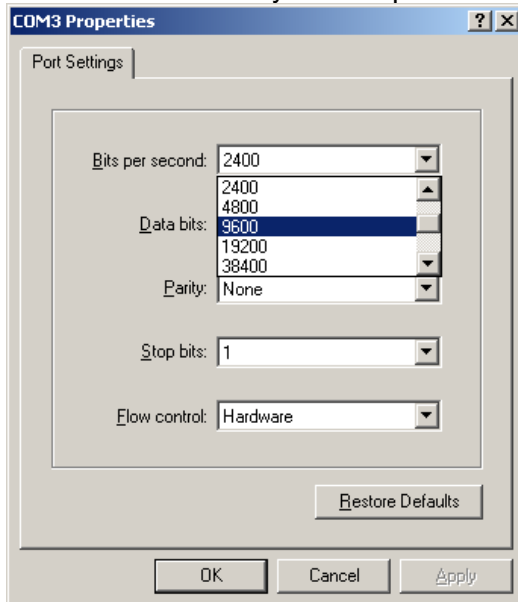 COM3 Properties
Port Settings
Bits per second: 2400
2400
4800
Data bits: 9600
19200
38400
Parity: None
Stop bits: 1
Flow control: Hardware
Restore Defaults
OK Cancel Apply